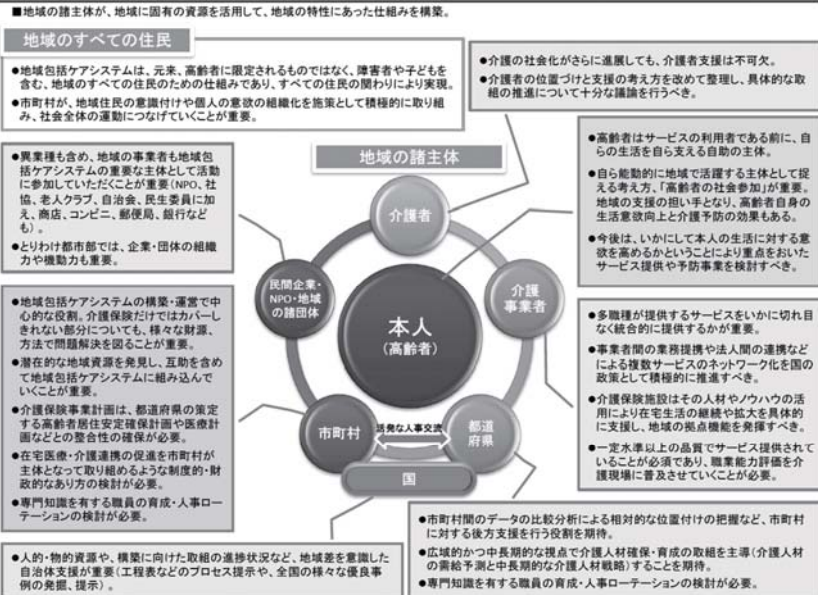 ■地域の諸主体が、地域に固有の資源を活用して、地域の特性にあった仕組みを構築。
地域のすべての住民
●地域包括ケアシステムは、元来、高齢者に限定されるものではなく、障害者や子どもを
含む、地域のすべての住民のための仕組みであり、すべての住民の関わりにより実現。
●市町村が、地域住民の意識付けや個人の意欲の組織化を施策として積極的に取り組
み、社会全体の運動につなげていくことが重要。
●介護の社会化がさらに進展しても、介護者支援は不可欠。
●介護者の位置づけと支援の考え方を改めて整理し、具体的な取
組の推進について十分な議論を行うべき。
●異業種も含め、地域の事業者も地域包
括ケアシステムの重要な主体として活動
に参加していただくことが重要(NPO、社
協、老人クラブ、自治会、民生委員に加
え、商店、コンビニ、郵便局、銀行など
も)。
●とりわけ都市部では、企業・団体の組織
力や機動力も重要。
地域の諸主体
●高齢者はサービスの利用者である前に、自
らの生活を自ら支える自助の主体。
●自ら能動的に地域で活躍する主体として捉
える考え方、「高齢者の社会参加」が重要。
地域の支援の担い手となり、高齢者自身の
生活意欲向上と介護予防の効果もある。
●今後は、いかにして本人の生活に対する意
欲を高めるかということにより重点をおいた
サービス提供や予防事業を検討すべき。
介護者
民間企業・
NPO・地域
の諸団体
介護
事業者
本人
(高齢者)
市町村
活発な人事交流
都道
府県
国
●地域包括ケアシステムの構築・運営で中
心的な役割。介護保険だけではカバーし
きれない部分についても、様々な財源、
方法で問題解決を図ることが重要。
●潜在的な地域資源を発見し、互助を含め
て地域包括ケアシステムに組み込んで
いくことが重要。
●介護保険事業計画は、都道府県の策定
する高齢者居住安定確保計画や医療計
画などとの整合性の確保が必要。
●在宅医療・介護連携の促進を市町村が
主体となって取り組めるような制度的・財
政的なあり方の検討が必要。
●専門知識を有する職員の育成・人事ロー
テーションの検討が必要。
●多職種が提供するサービスをいかに切れ目
なく統合的に提供するかが重要。
●事業者間の業務提携や法人間の連携など
による複数サービスのネットワーク化を国の
政策として積極的に推進すべき。
●介護保険施設はその人材やノウハウの活
用により在宅生活の継続や拡大を具体的
に支援し、地域の拠点機能を発揮すべき。
●一定水準以上の品質でサービス提供されて
いることが必須であり、職業能力評価を介
護現場に普及させていくことが必要。
●人的・物的資源や、構築に向けた取組の進捗状況など、地域差を意識した
自治体支援が重要(工程表などのプロセス提示や、全国の様々な優良事
例の発掘、提示)。
●市町村間のデータの比較分析による相対的な位置付けの把握など、市町村
に対する後方支援を行う役割を期待。
●広域的かつ中長期的な視点で介護人材確保・育成の取組を主導(介護人材
の需給予測と中長期的な介護人材戦略)することを期待。
●専門知識を有する職員の育成・人事ローテーションの検討が必要。